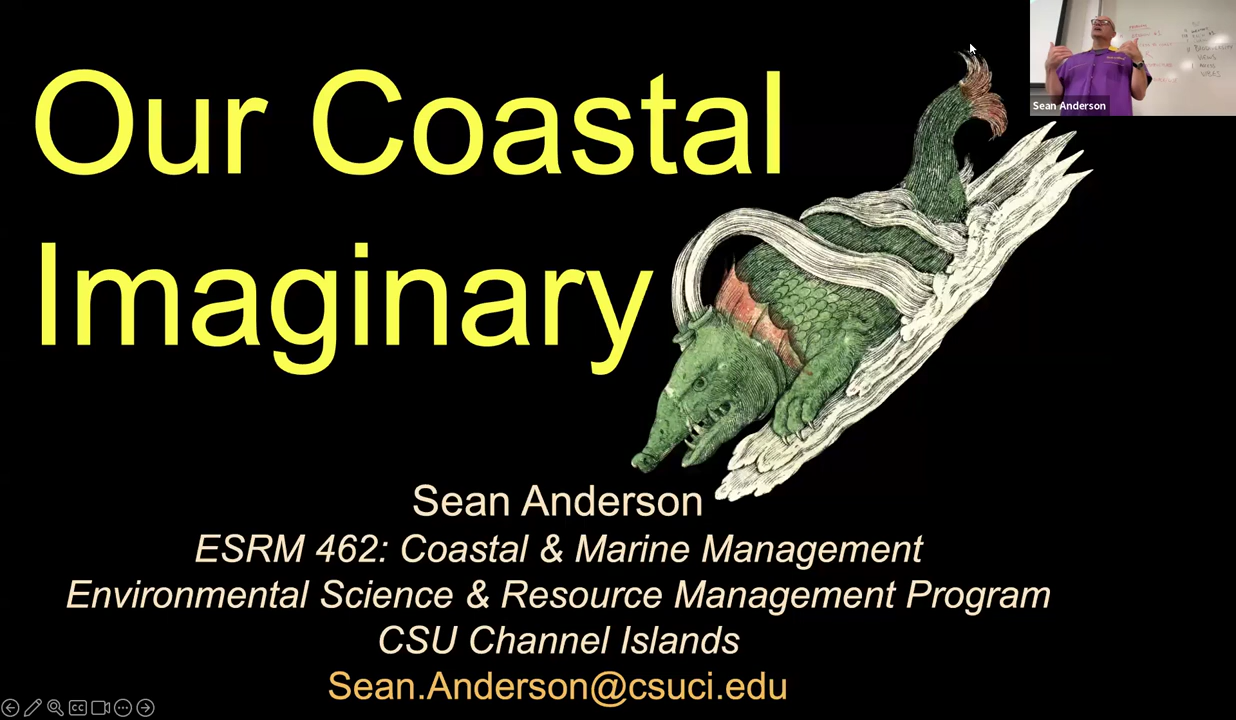 Our Coastal
Imaginary
Sean Anderson
Sean Anderson
ESRM 462: Coastal & Marine Management
Environmental Science & Resource Management Program
CSU Channel Islands
Sean.Anderson@csuci.edu
CC